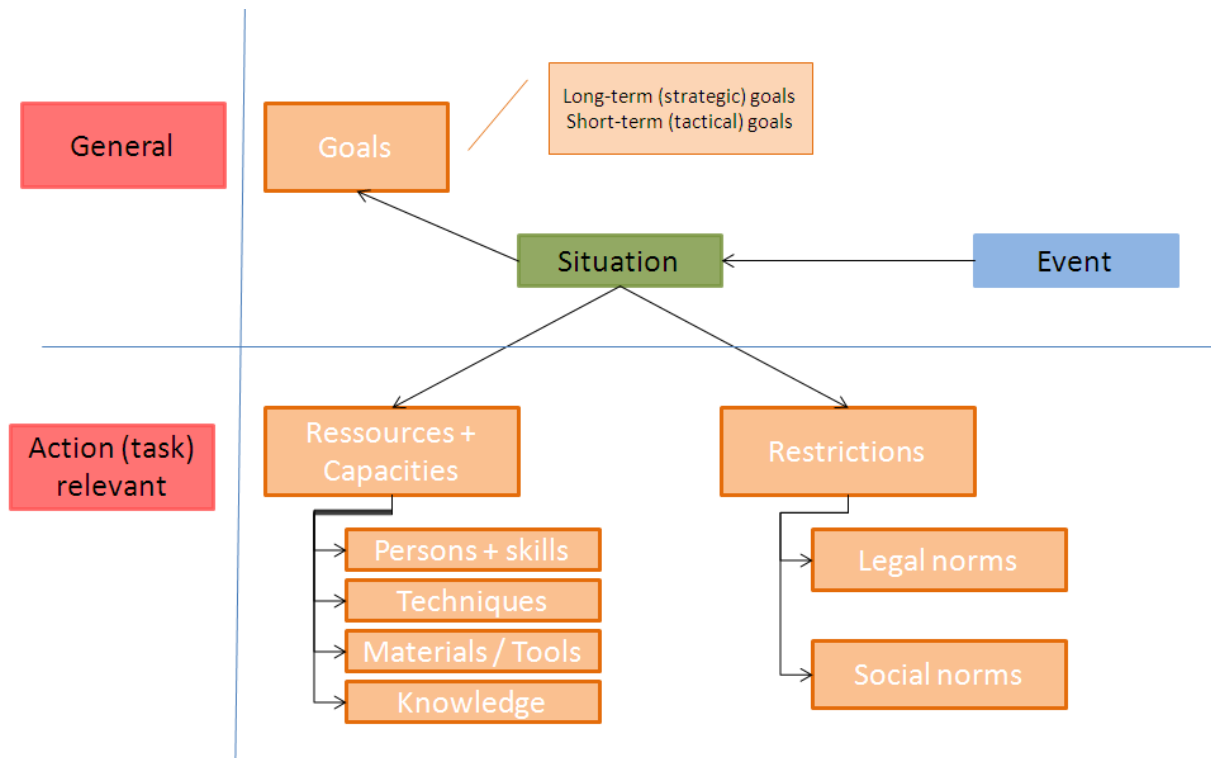 Long-term (strategic) goals
Short-term (tactical) goals
General
Goals
Situation
Event
Action (task)
relevant
Ressources +
Capacities
Restrictions
Persons + skills
Techniques
Materials / Tools
Knowledge
Legal norms
Social norms